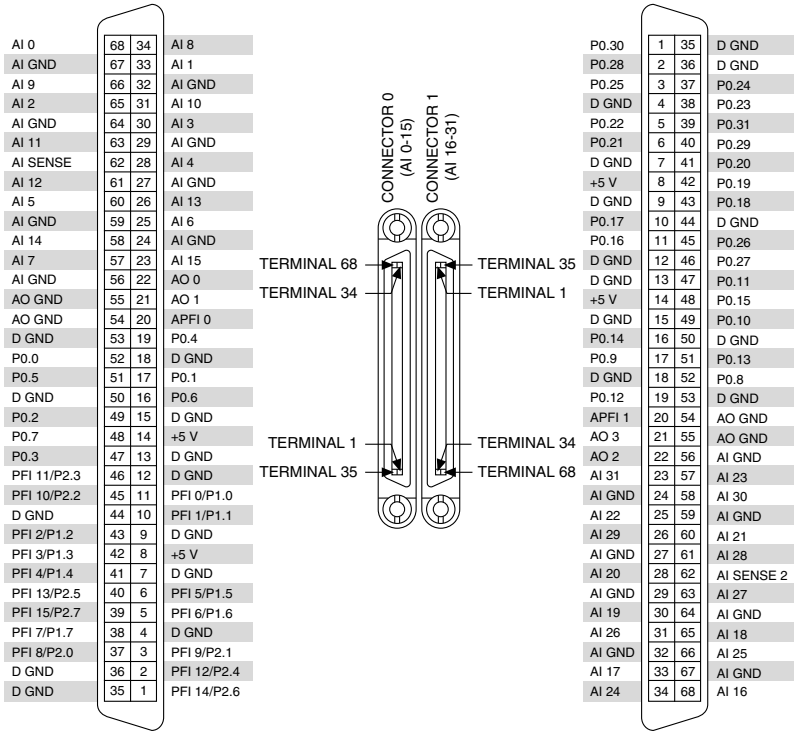 AI 0 68 34 AI 8
AI GND 67 33 AI 1
AI 9 66 32 AI GND
AI 2 65 31 AI 10
AI GND 64 30 AI 3
AI 11 63 29 AI GND
AI SENSE 62 28 AI 4
AI 12 61 27 AI GND
AI 5 60 26 AI 13
AI GND 59 25 AI 6
AI 14 58 24 AI GND
AI 7 57 23 AI 15
AI GND 56 22 AO 0
AO GND 55 21 AO 1
AO GND 54 20 APFI 0
D GND 53 19 P0.4
P0.0 52 18 D GND
P0.5 51 17 P0.1
D GND 50 16 P0.6
P0.2 49 15 D GND
P0.7 48 14 +5 V
P0.3 47 13 D GND
PFI 11/P2.3 46 12 D GND
PFI 10/P2.2 45 11 PFI 0/P1.0
D GND 44 10 PFI 1/P1.1
PFI 2/P1.2 43 9 D GND
PFI 3/P1.3 42 8 +5 V
PFI 4/P1.4 41 7 D GND
PFI 13/P2.5 40 6 PFI 5/P1.5
PFI 15/P2.7 39 5 PFI 6/P1.6
PFI 7/P1.7 38 4 D GND
PFI 8/P2.0 37 3 PFI 9/P2.1
D GND 36 2 PFI 12/P2.4
D GND 35 1 PFI 14/P2.6
CONNECTOR 0
(AI 0-15)
CONNECTOR 1
(AI 16-31)
TERMINAL 68
TERMINAL 34
TERMINAL 35
TERMINAL 1
TERMINAL 1
TERMINAL 35
TERMINAL 34
TERMINAL 68
P0.30 1 35 D GND
P0.28 2 36 D GND
P0.25 3 37 P0.24
D GND 4 38 P0.23
P0.22 5 39 P0.31
P0.21 6 40 P0.29
D GND 7 41 P0.20
+5 V 8 42 P0.19
D GND 9 43 P0.18
P0.17 10 44 D GND
P0.16 11 45 P0.26
D GND 12 46 P0.27
D GND 13 47 P0.11
+5 V 14 48 P0.15
D GND 15 49 P0.10
P0.14 16 50 D GND
P0.9 17 51 P0.13
D GND 18 52 P0.8
P0.12 19 53 D GND
APFI 1 20 54 AO GND
AO 3 21 55 AO GND
AO 2 22 56 AI GND
AI 31 23 57 AI 23
AI GND 24 58 AI 30
AI 22 25 59 AI GND
AI 29 26 60 AI 21
AI GND 27 61 AI 28
AI 20 28 62 AI SENSE 2
AI GND 29 63 AI 27
AI 19 30 64 AI GND
AI 26 31 65 AI 18
AI GND 32 66 AI 25
AI 17 33 67 AI GND
AI 24 34 68 AI 16